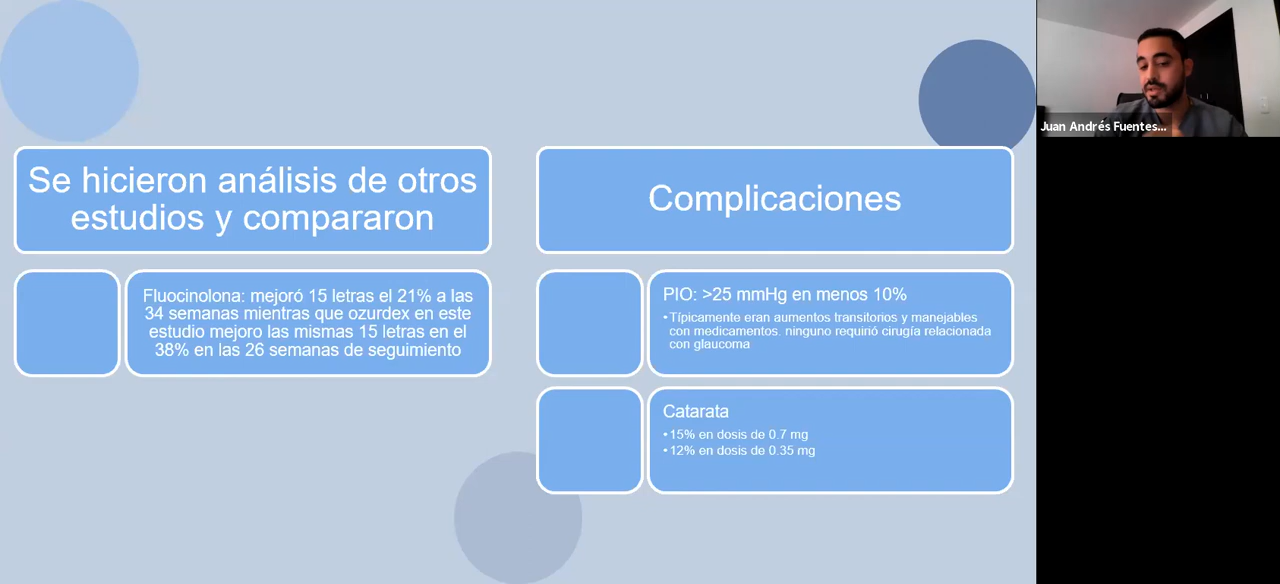 Se hicieron análisis de otros
estudios y compararon
Fluocinolona: mejoró 15 letras el 21% a las
34 semanas mientras que ozurdex en este
estudio mejoro las mismas 15 letras en el
38% en las 26 semanas de seguimiento
Complicaciones
PIO: >25 mmHg en menos 10%
•Típicamente eran aumentos transitorios y manejables
con medicamentos. ninguno requirió cirugía relacionada
con glaucoma
Catarata
•15% en dosis de 0.7 mg
•12% en dosis de 0.35 mg
Juan Andrés Fuentes...